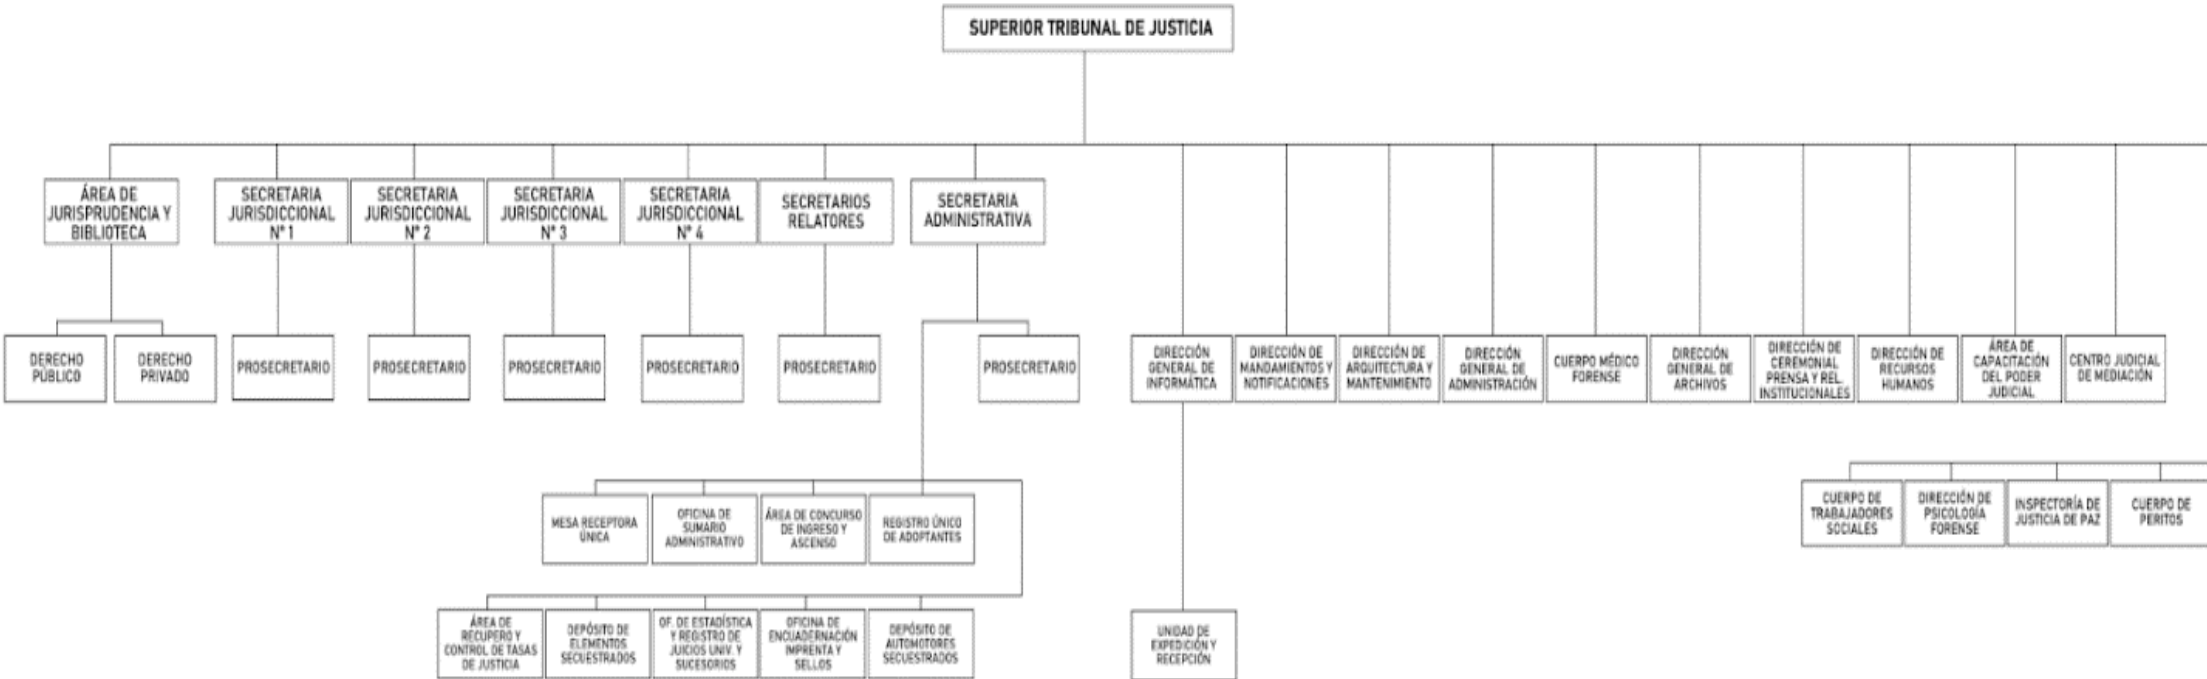 SUPERIOR TRIBUNAL DE JUSTICIA
ÁREA DE
JURISPRUDENCIA Y
BIBLIOTECA
SECRETARIA
JURISDICCIONAL
N° 1
SECRETARIA
JURISDICCIONAL
N° 2
SECRETARIA
JURISDICCIONAL
N° 3
SECRETARIA
JURISDICCIONAL
N° 4
SECRETARIOS
RELATORES
SECRETARIA
ADMINISTRATIVA
DERECHO
PÚBLICO
DERECHO
PRIVADO
PROSECRETARIO
PROSECRETARIO
PROSECRETARIO
PROSECRETARIO
PROSECRETARIO
PROSECRETARIO
DIRECCIÓN
GENERAL DE
INFORMÁTICA
DIRECCIÓN DE
MANDAMIENTOS Y
NOTIFICACIONES
DIRECCIÓN DE
ARQUITECTURA Y
MANTENIMIENTO
DIRECCIÓN
GENERAL DE
ADMINISTRACIÓN
CUERPO MÉDICO
FORENSE
DIRECCIÓN
GENERAL DE
ARCHIVOS
DIRECCIÓN DE
CEREMONIAL
PRENSA Y REL.
INSTITUCIONALES
DIRECCIÓN DE
RECURSOS
HUMANOS
ÁREA DE
CAPACITACIÓN
DEL PODER
JUDICIAL
CENTRO JUDICIAL
DE MEDIACIÓN
MESA RECEPTORA
ÚNICA
OFICINA DE
SUMARIO
ADMINISTRATIVO
ÁREA DE CONCURSO
DE INGRESO Y
ASCENSO
REGISTRO ÚNICO
DE ADOPTANTES
CUERPO DE
TRABAJADORES
SOCIALES
DIRECCIÓN DE
PSICOLOGÍA
FORENSE
INSPECTORÍA DE
JUSTICIA DE PAZ
CUERPO DE
PERITOS
ÁREA DE
RECUPERO Y
CONTROL DE TASAS
DE JUSTICIA
DEPÓSITO DE
ELEMENTOS
SECUESTRADOS
OF. DE ESTADÍSTICA
Y REGISTRO DE
JUICIOS UNIV. Y
SUCESORIOS
OFICINA DE
ENCUADERNACIÓN
IMPRENTA Y
SELLOS
DEPÓSITO DE
AUTOMOTORES
SECUESTRADOS
UNIDAD DE
EXPEDICIÓN Y
RECEPCIÓN